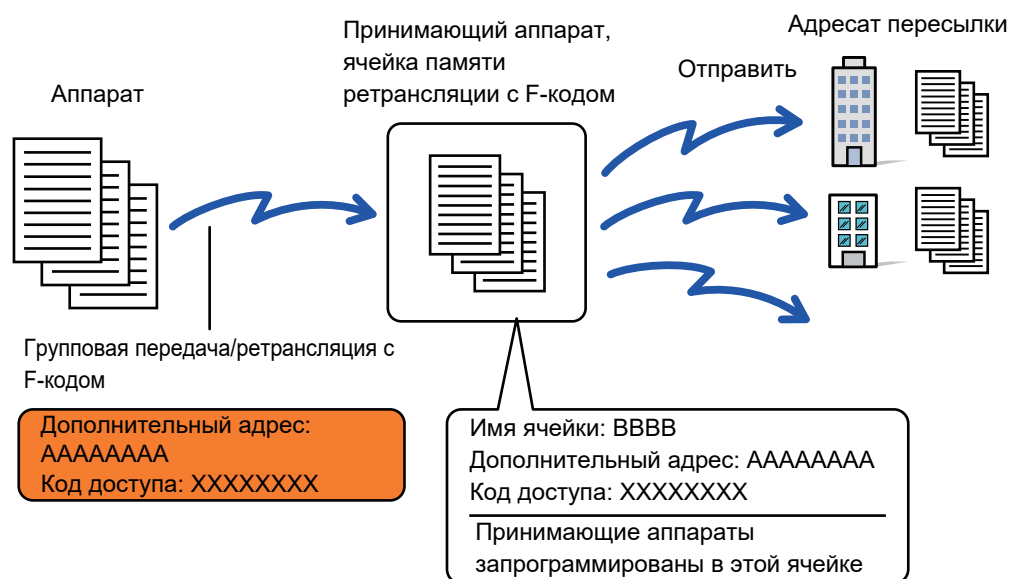 Аппарат
Принимающий аппарат,
ячейка памяти
ретрансляции с F-кодом
Отправить
Адресат пересылки
Групповая передача/ретрансляция с
F-кодом
Дополнительный адрес:
AAAAAAAA
Код доступа: XXXXXXXX
Имя ячейки: BBBB
Дополнительный адрес: AAAAAAAA
Код доступа: XXXXXXXX
Принимающие аппараты
запрограммированы в этой ячейке